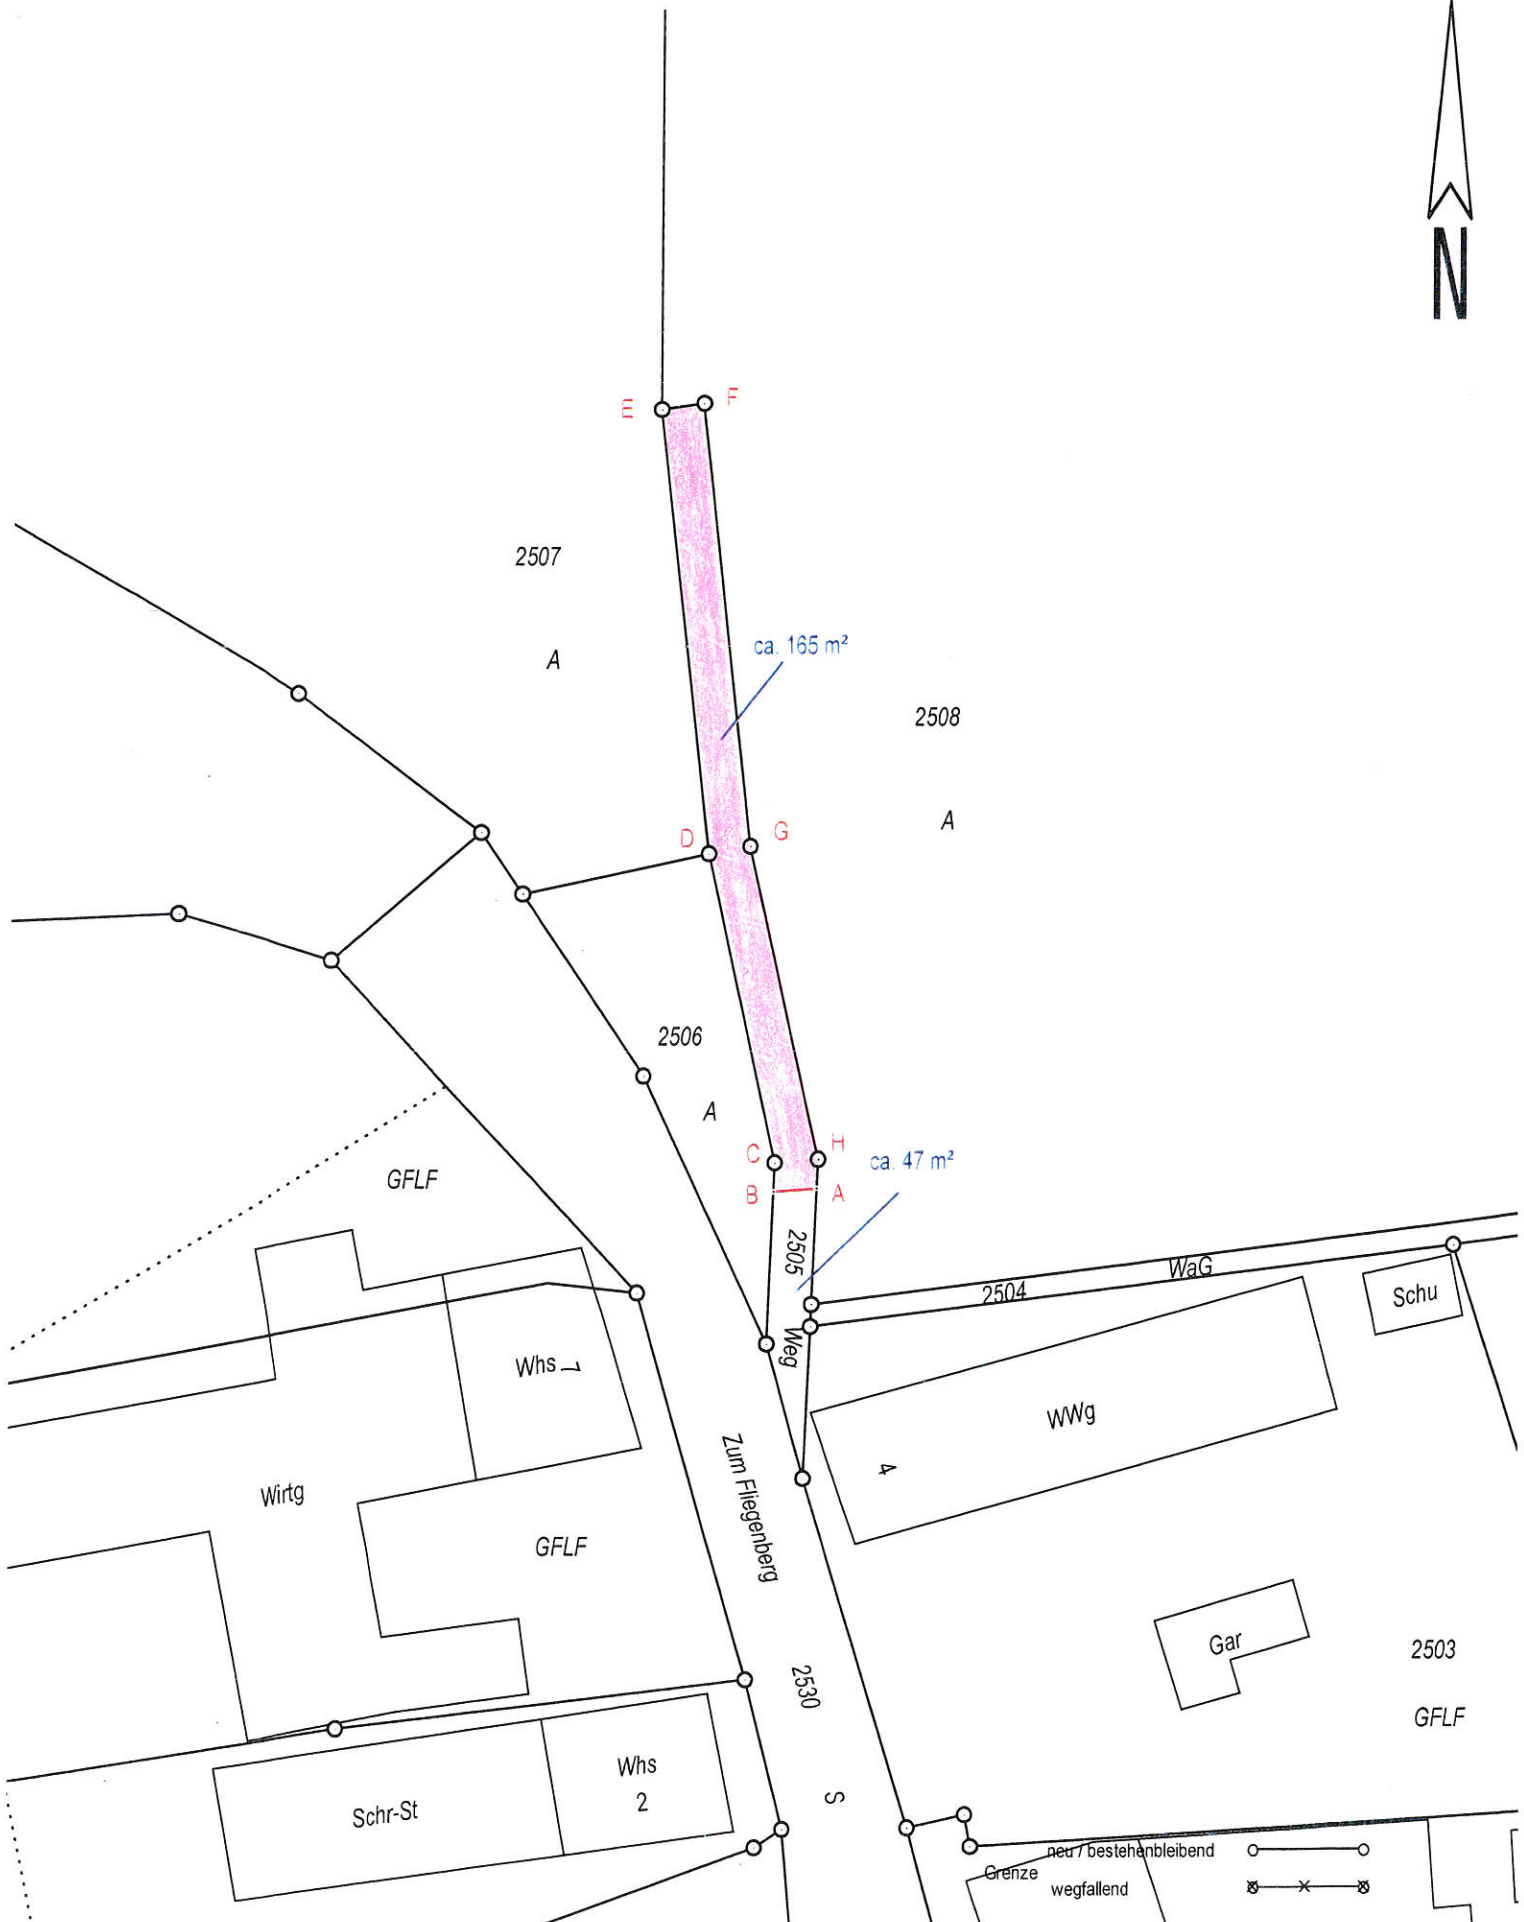 N
E
F
2507
ca. 165 m²
A
2508
A
D
G
2506
A
C
H
ca. 47 m²
B
A
GFLF
2505
WaG
2504
Schu
Weg
Whs 1
WWg
4
Zum Fliegenberg
Wirtg
GFLF
Gar
2503
2530
GFLF
Whs
2
Schr-St
S
neu / bestehenbleibend
Grenze
wegfallend